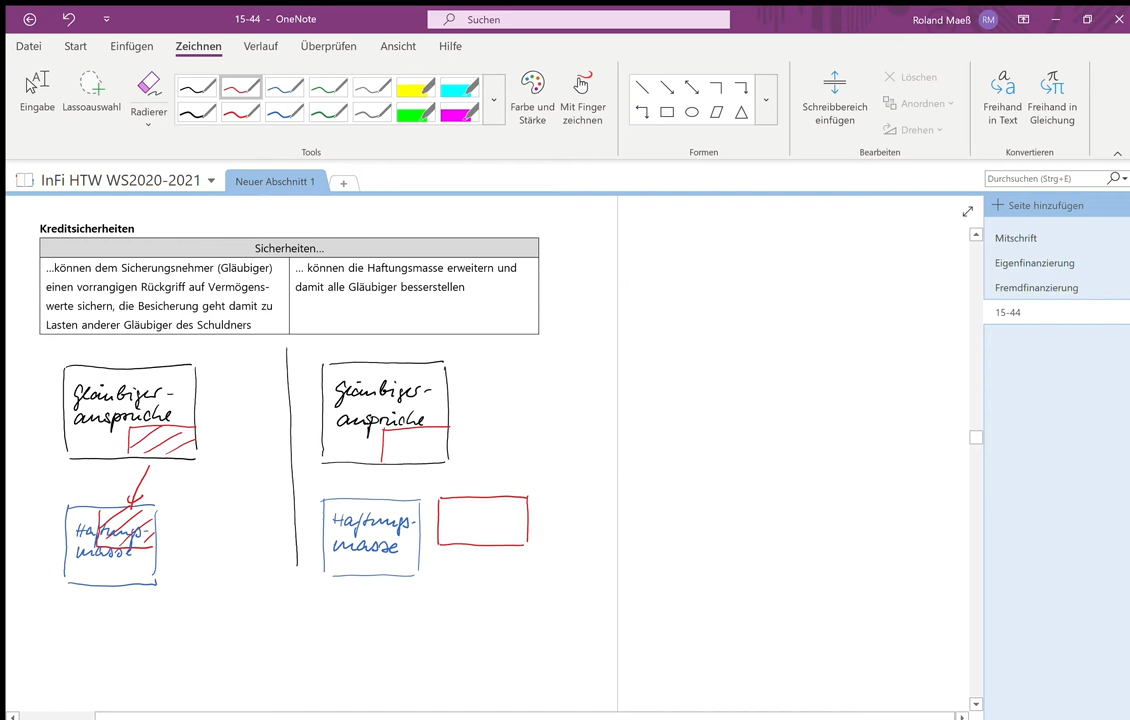 15-44 - OneNote
Suchen
Roland Maeß RM
Datei Start Einfügen Zeichnen Verlauf Überprüfen Ansicht Hilfe
Eingabe
Lassoauswahl
Radierer
Farbe und Stärke
Mit Finger zeichnen
Schreibbereich einfügen
Löschen
Anordnen
Drehen
Freihand in Text
Freihand in Gleichung
Tools
Formen
Bearbeiten
Konvertieren
InFi HTW WS2020-2021
Neuer Abschnitt 1
Durchsuchen (Strg+E)
Seite hinzufügen
Mitschrift
Eigenfinanzierung
Fremdfinanzierung
15-44
Kreditsicherheiten
Sicherheiten...
...können dem Sicherungsnehmer (Gläubiger)
einen vorrangigen Rückgriff auf Vermögens-
werte sichern, die Besicherung geht damit zu
Lasten anderer Gläubiger des Schuldners
... können die Haftungsmasse erweitern und
damit alle Gläubiger besserstellen
Gläubiger-
ansprüche
Haftungs-
masse
Gläubiger-
ansprüche
Haftungs-
masse